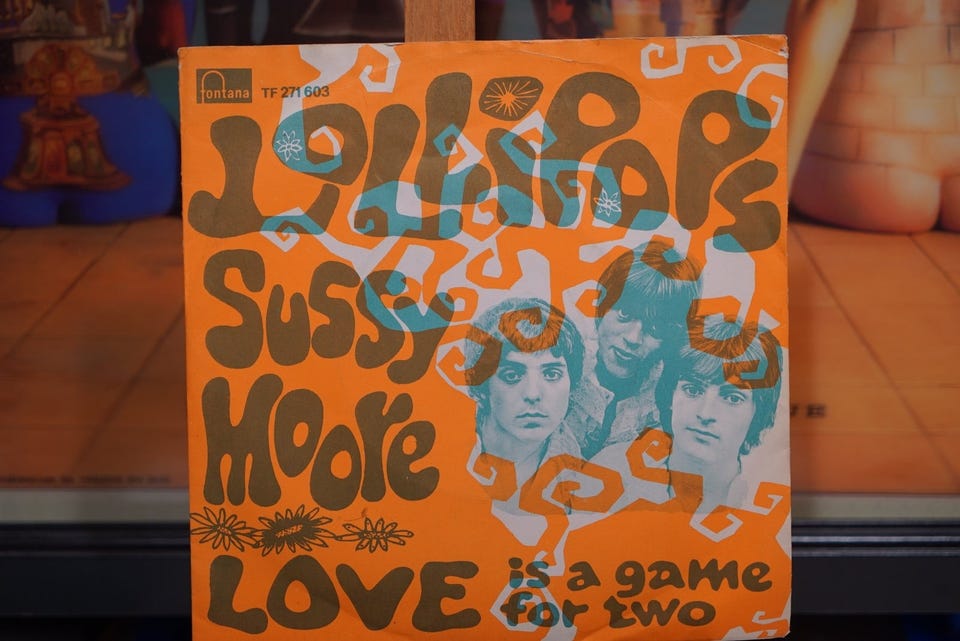 fontana TF 271 603
Lollipops
Sussy
Moore
LOVE is a game
for two